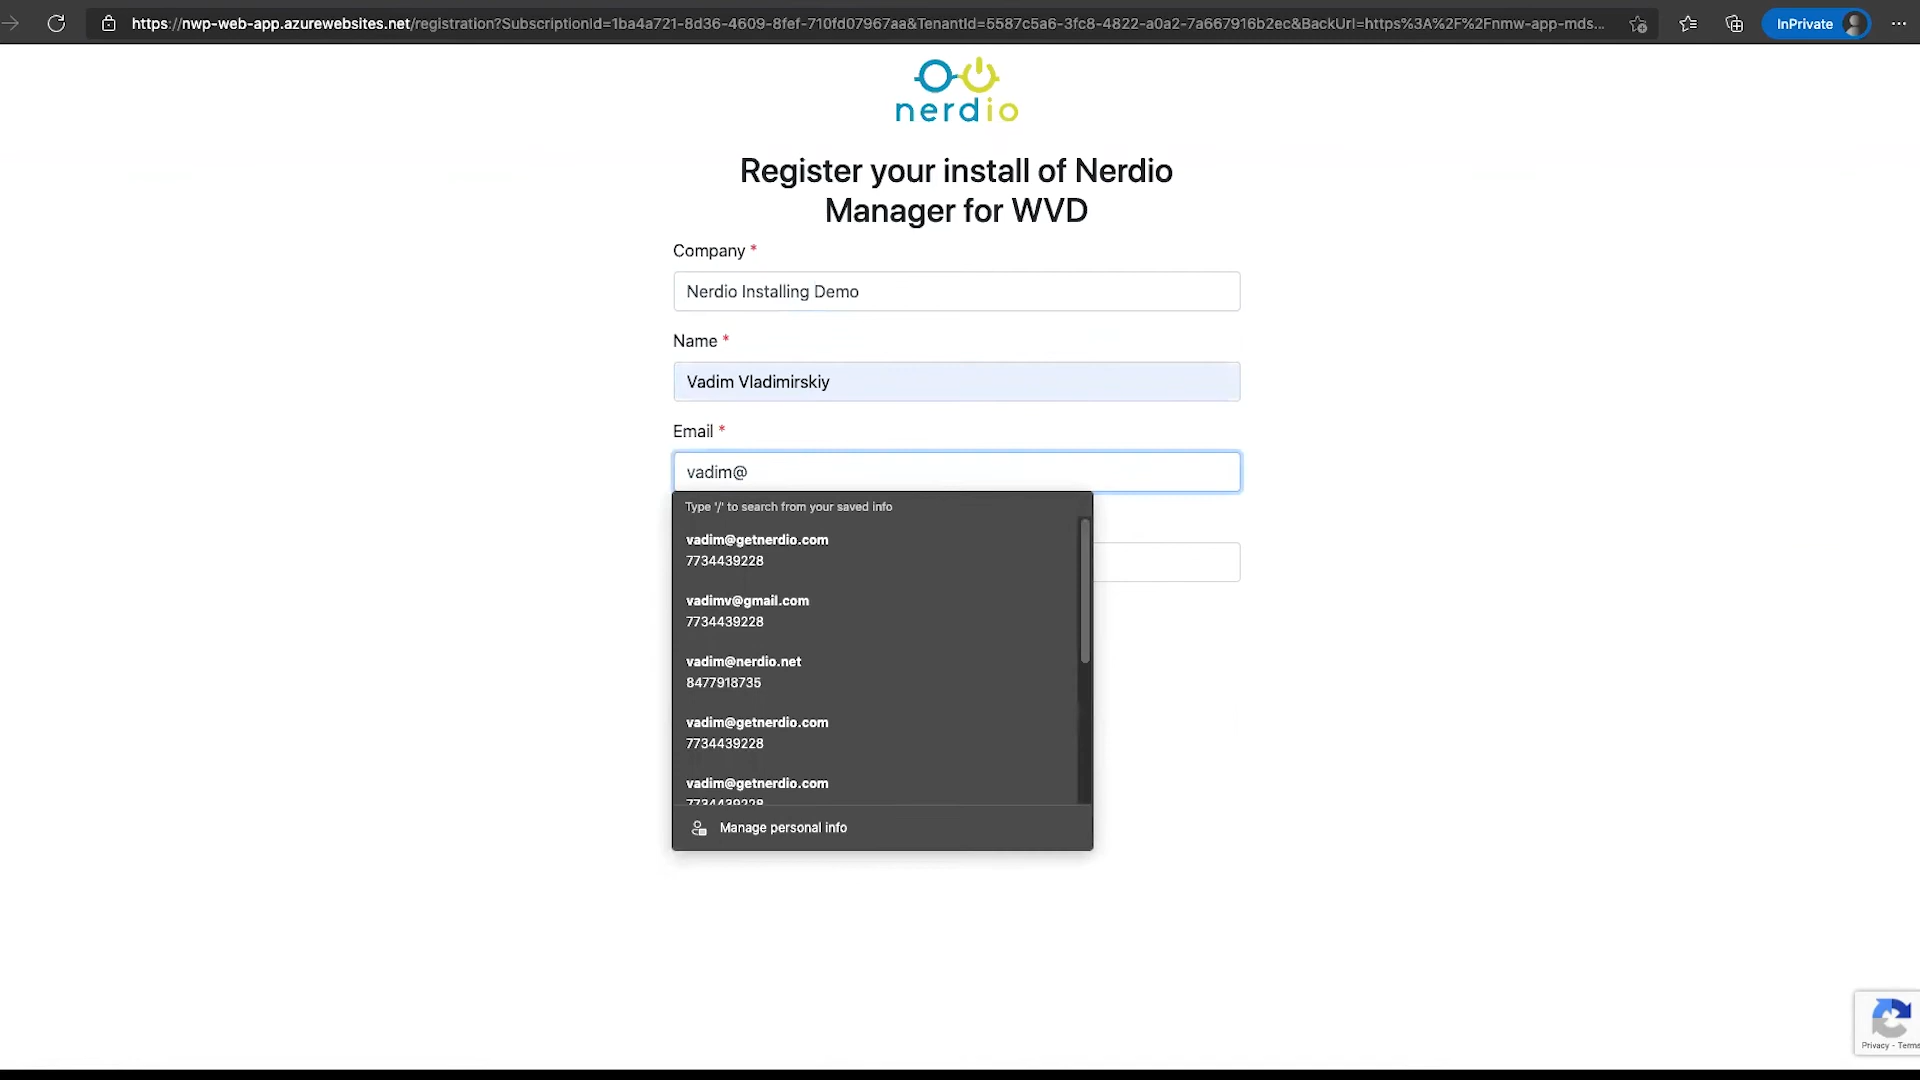 https://nwp-web-app.azurewebsites.net/registration?SubscriptionId=1ba4a721-8d36-4609-8fef-710fd07967aa&TenantId=5587c5a6-3fc8-4822-a0a2-7a667916b2ec&BackUrl=https%3A%2F%2Fnmw-app-mds...
InPrivate
nerdio
Register your install of Nerdio
Manager for WVD
Company *
Nerdio Installing Demo
Name *
Vadim Vladimirskiy
Email *
vadim@
Type '/' to search from your saved info
vadim@getnerdio.com
7734439228
vadimv@gmail.com
7734439228
vadim@nerdio.net
8477918735
vadim@getnerdio.com
7734439228
vadim@getnerdio.com
7734439228
Manage personal info
Privacy - Terms